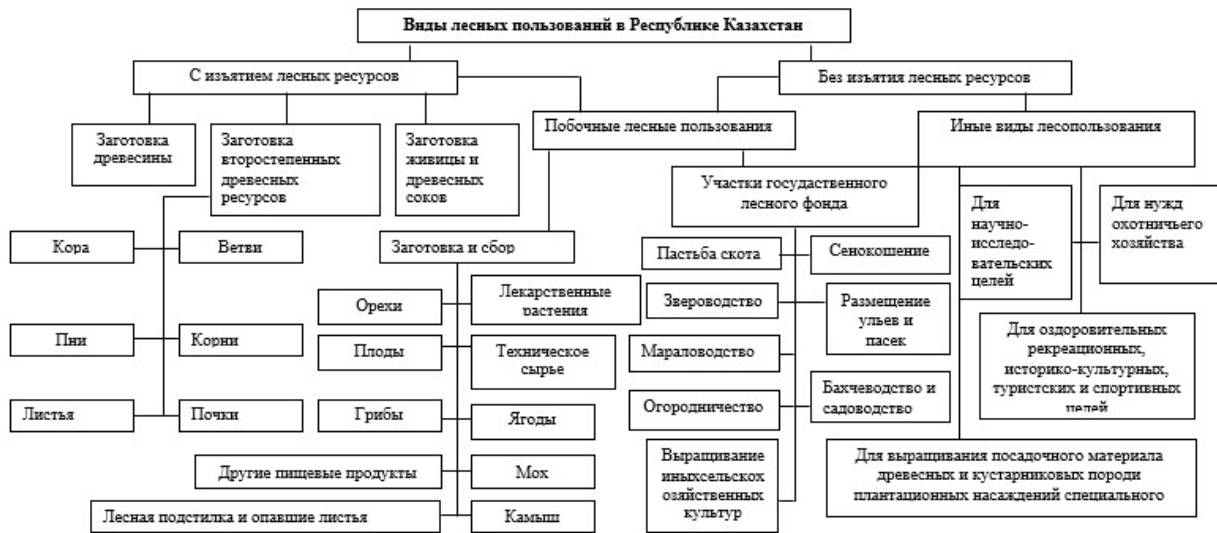 Виды лесных пользований в Республике Казахстан
С изъятием лесных ресурсов
Без изъятия лесных ресурсов
Заготовка
древесины
Заготовка
второстепенных
древесных
ресурсов
Заготовка
живицы и
древесных
соков
Побочные лесные пользования
Иные виды лесопользования
Участки государственного
лесного фонда
Для
научно-
исследо-
вательских
целей
Для нужд
охотничьего
хозяйства
Кора
Ветви
Заготовка и сбор
Пастьба скота
Сенокошение
Орехи
Лекарственные
растения
Звероводство
Размещение
ульев и
пасек
Пни
Корни
Плоды
Техническое
сырье
Мараловодство
Для оздоровительных
рекреационных,
историко-культурных,
туристских и спортивных
целей
Листья
Почки
Грибы
Ягоды
Огородничество
Бахчеводство и
садоводство
Другие пищевые продукты
Мох
Выращивание
иныхсельскох
озяйственных
культур
Для выращивания посадочного материала
древесных и кустарниковых породи
плантационных насаждений специального
Лесная подстилка и опавшие листья
Камыш